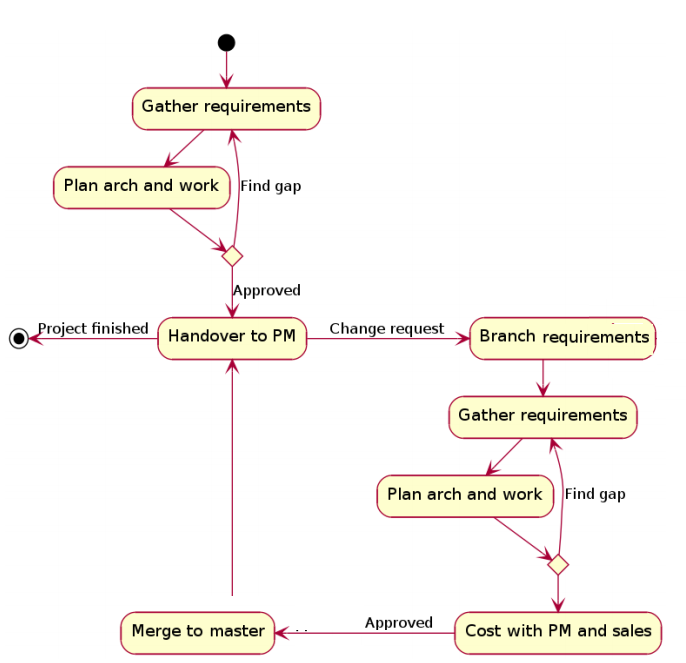 Gather requirements
Plan arch and work
Find gap
Approved
Project finished
Handover to PM
Change request
Branch requirements
Gather requirements
Plan arch and work
Find gap
Merge to master
Approved
Cost with PM and sales